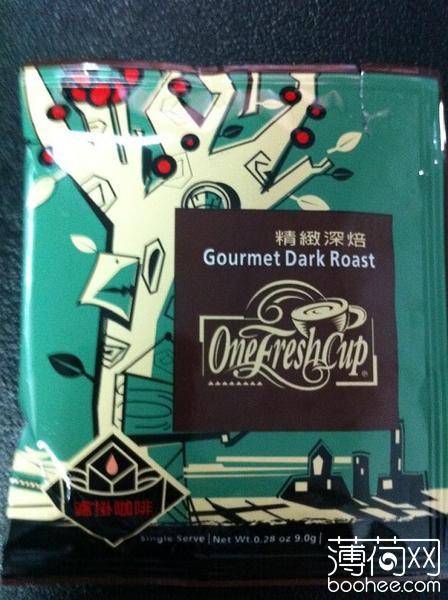 精緻深焙
Gourmet Dark Roast
OneFreshCup®
濾掛咖啡
Single Serve | Net Wt.0.28 oz 9.0g |
薄荷网
boohee.com